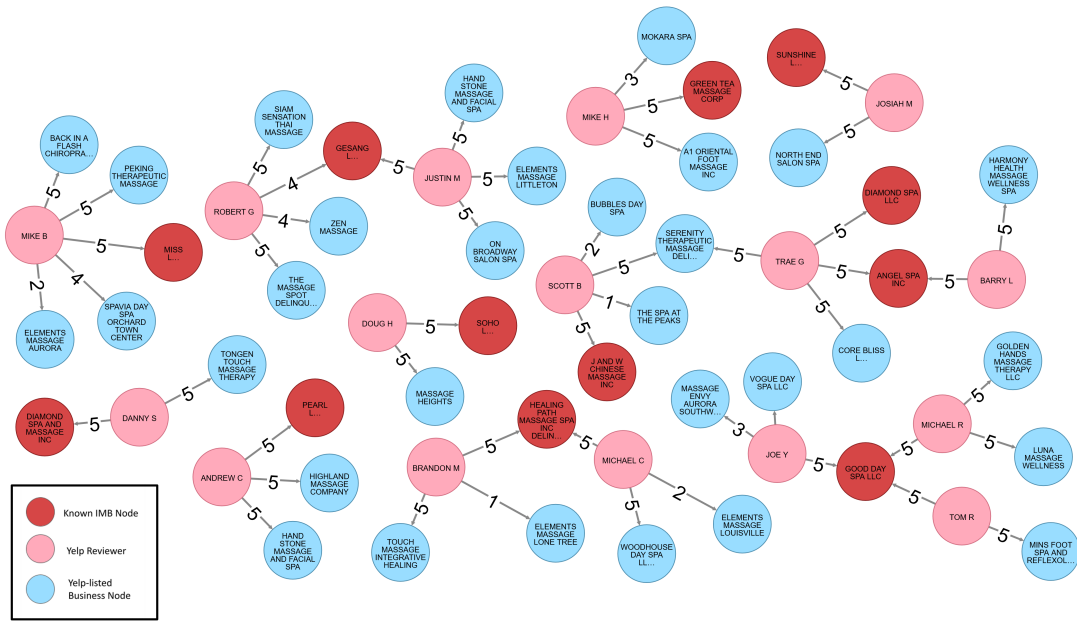 MOKARA SPA
SUNSHINE
L...
HAND
STONE
MASSAGE
AND FACIAL
SPA
GREEN TEA
MASSAGE
CORP
3
5
JOSIAH M
SIAM
SENSATION
THAI
MASSAGE
5
MIKE H
5
5
5
BACK IN A
FLASH
CHIROPRA...
GESANG
L...
A1 ORIENTAL
FOOT
MASSAGE
INC
NORTH END
SALON SPA
HARMONY
HEALTH
MASSAGE
WELLNESS
SPA
PEKING
THERAPEUTIC
MASSAGE
5
5
JUSTIN M
5
ELEMENTS
MASSAGE
LITTLETON
5
5
4
DIAMOND SPA
LLC
ROBERT G
5
BUBBLES DAY
SPA
5
5
4
ZEN
MASSAGE
MIKE B
5
MISS
L...
5
ON
BROADWAY
SALON SPA
2
SERENITY
THERAPEUTIC
MASSAGE
DELI...
5
TRAE G
5
ANGEL SPA
INC
5
BARRY L
5
SCOTT B
2
4
THE
MASSAGE
SPOT
DELINQU...
1
THE SPA AT
THE PEAKS
5
SPAVIA DAY
SPA
ORCHARD
TOWN
CENTER
DOUG H
5
SOHO
L...
5
ELEMENTS
MASSAGE
AURORA
CORE BLISS
L...
GOLDEN
HANDS
MASSAGE
THERAPY
LLC
TONGEN
TOUCH
MASSAGE
THERAPY
5
J AND W
CHINESE
MASSAGE
INC
VOGUE DAY
SPA LLC
MASSAGE
HEIGHTS
MASSAGE
ENVY
AURORA
SOUTHW...
5
5
PEARL
L...
HEALING
PATH
MASSAGE SPA
INC
DELIN...
DIAMOND
SPA AND
MASSAGE
INC
5
DANNY S
MICHAEL R
3
5
5
5
5
JOE Y
5
5
LUNA
MASSAGE
WELLNESS
ANDREW C
5
HIGHLAND
MASSAGE
COMPANY
BRANDON M
MICHAEL C
GOOD DAY
SPA LLC
5
5
1
5
2
5
TOM R
Known IMB Node
HAND
STONE
MASSAGE
AND FACIAL
SPA
TOUCH
MASSAGE
INTEGRATIVE
HEALING
ELEMENTS
MASSAGE
LONE TREE
ELEMENTS
MASSAGE
LOUISVILLE
5
Yelp Reviewer
WOODHOUSE
DAY SPA
LL...
MINS FOOT
SPA AND
REFLEXOL...
Yelp-listed
Business Node